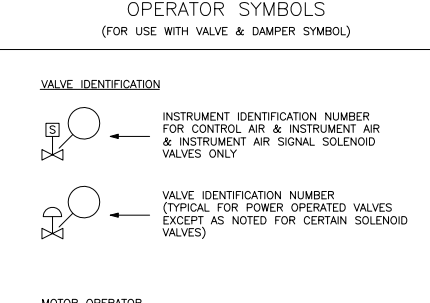 OPERATOR SYMBOLS
(FOR USE WITH VALVE & DAMPER SYMBOL)
VALVE IDENTIFICATION
S
INSTRUMENT IDENTIFICATION NUMBER
FOR CONTROL AIR & INSTRUMENT AIR
& INSTRUMENT AIR SIGNAL SOLENOID
VALVES ONLY
VALVE IDENTIFICATION NUMBER
(TYPICAL FOR POWER OPERATED VALVES
EXCEPT AS NOTED FOR CERTAIN SOLENOID
VALVES)
MOTOR OPERATOR